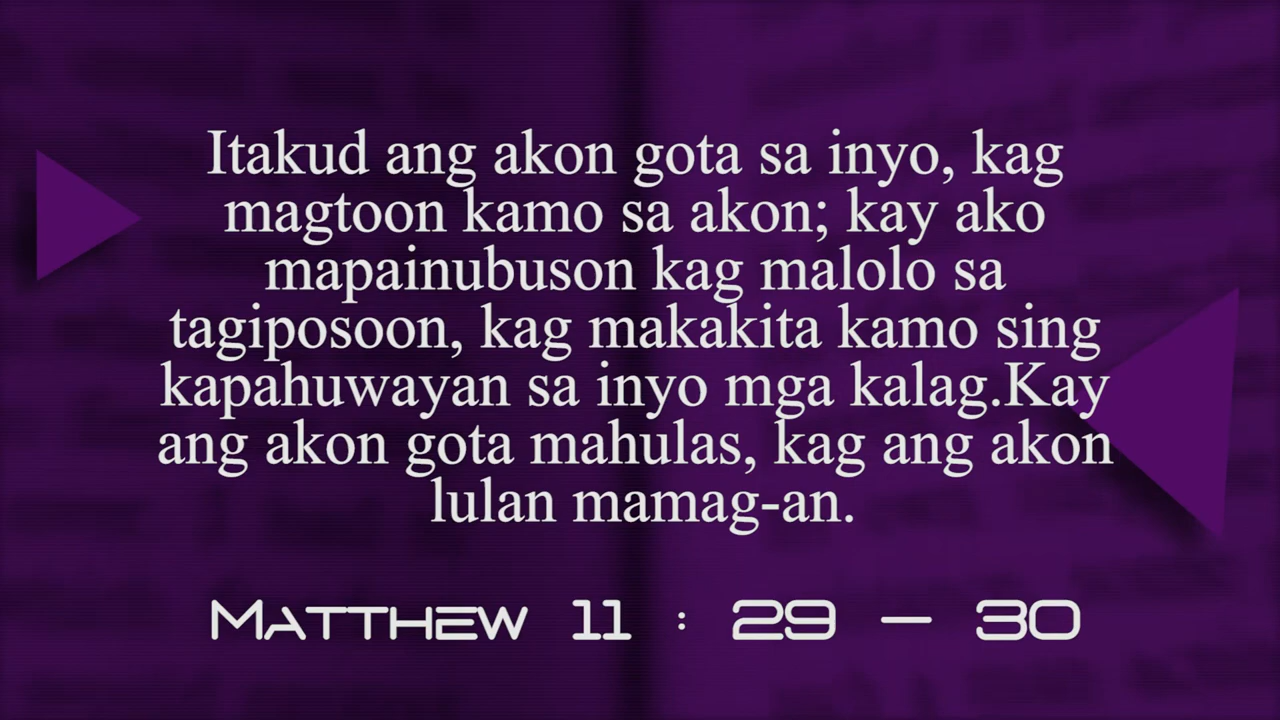 Itakud ang akon gota sa inyo, kag
magtoon kamo sa akon; kay ako
mapainubuson kag malolo sa
tagiposoon, kag makakita kamo sing
kapahuwayan sa inyo mga kalag.Kay
ang akon gota mahulas, kag ang akon
lulan mamag-an.
Matthew 11 : 29 – 30